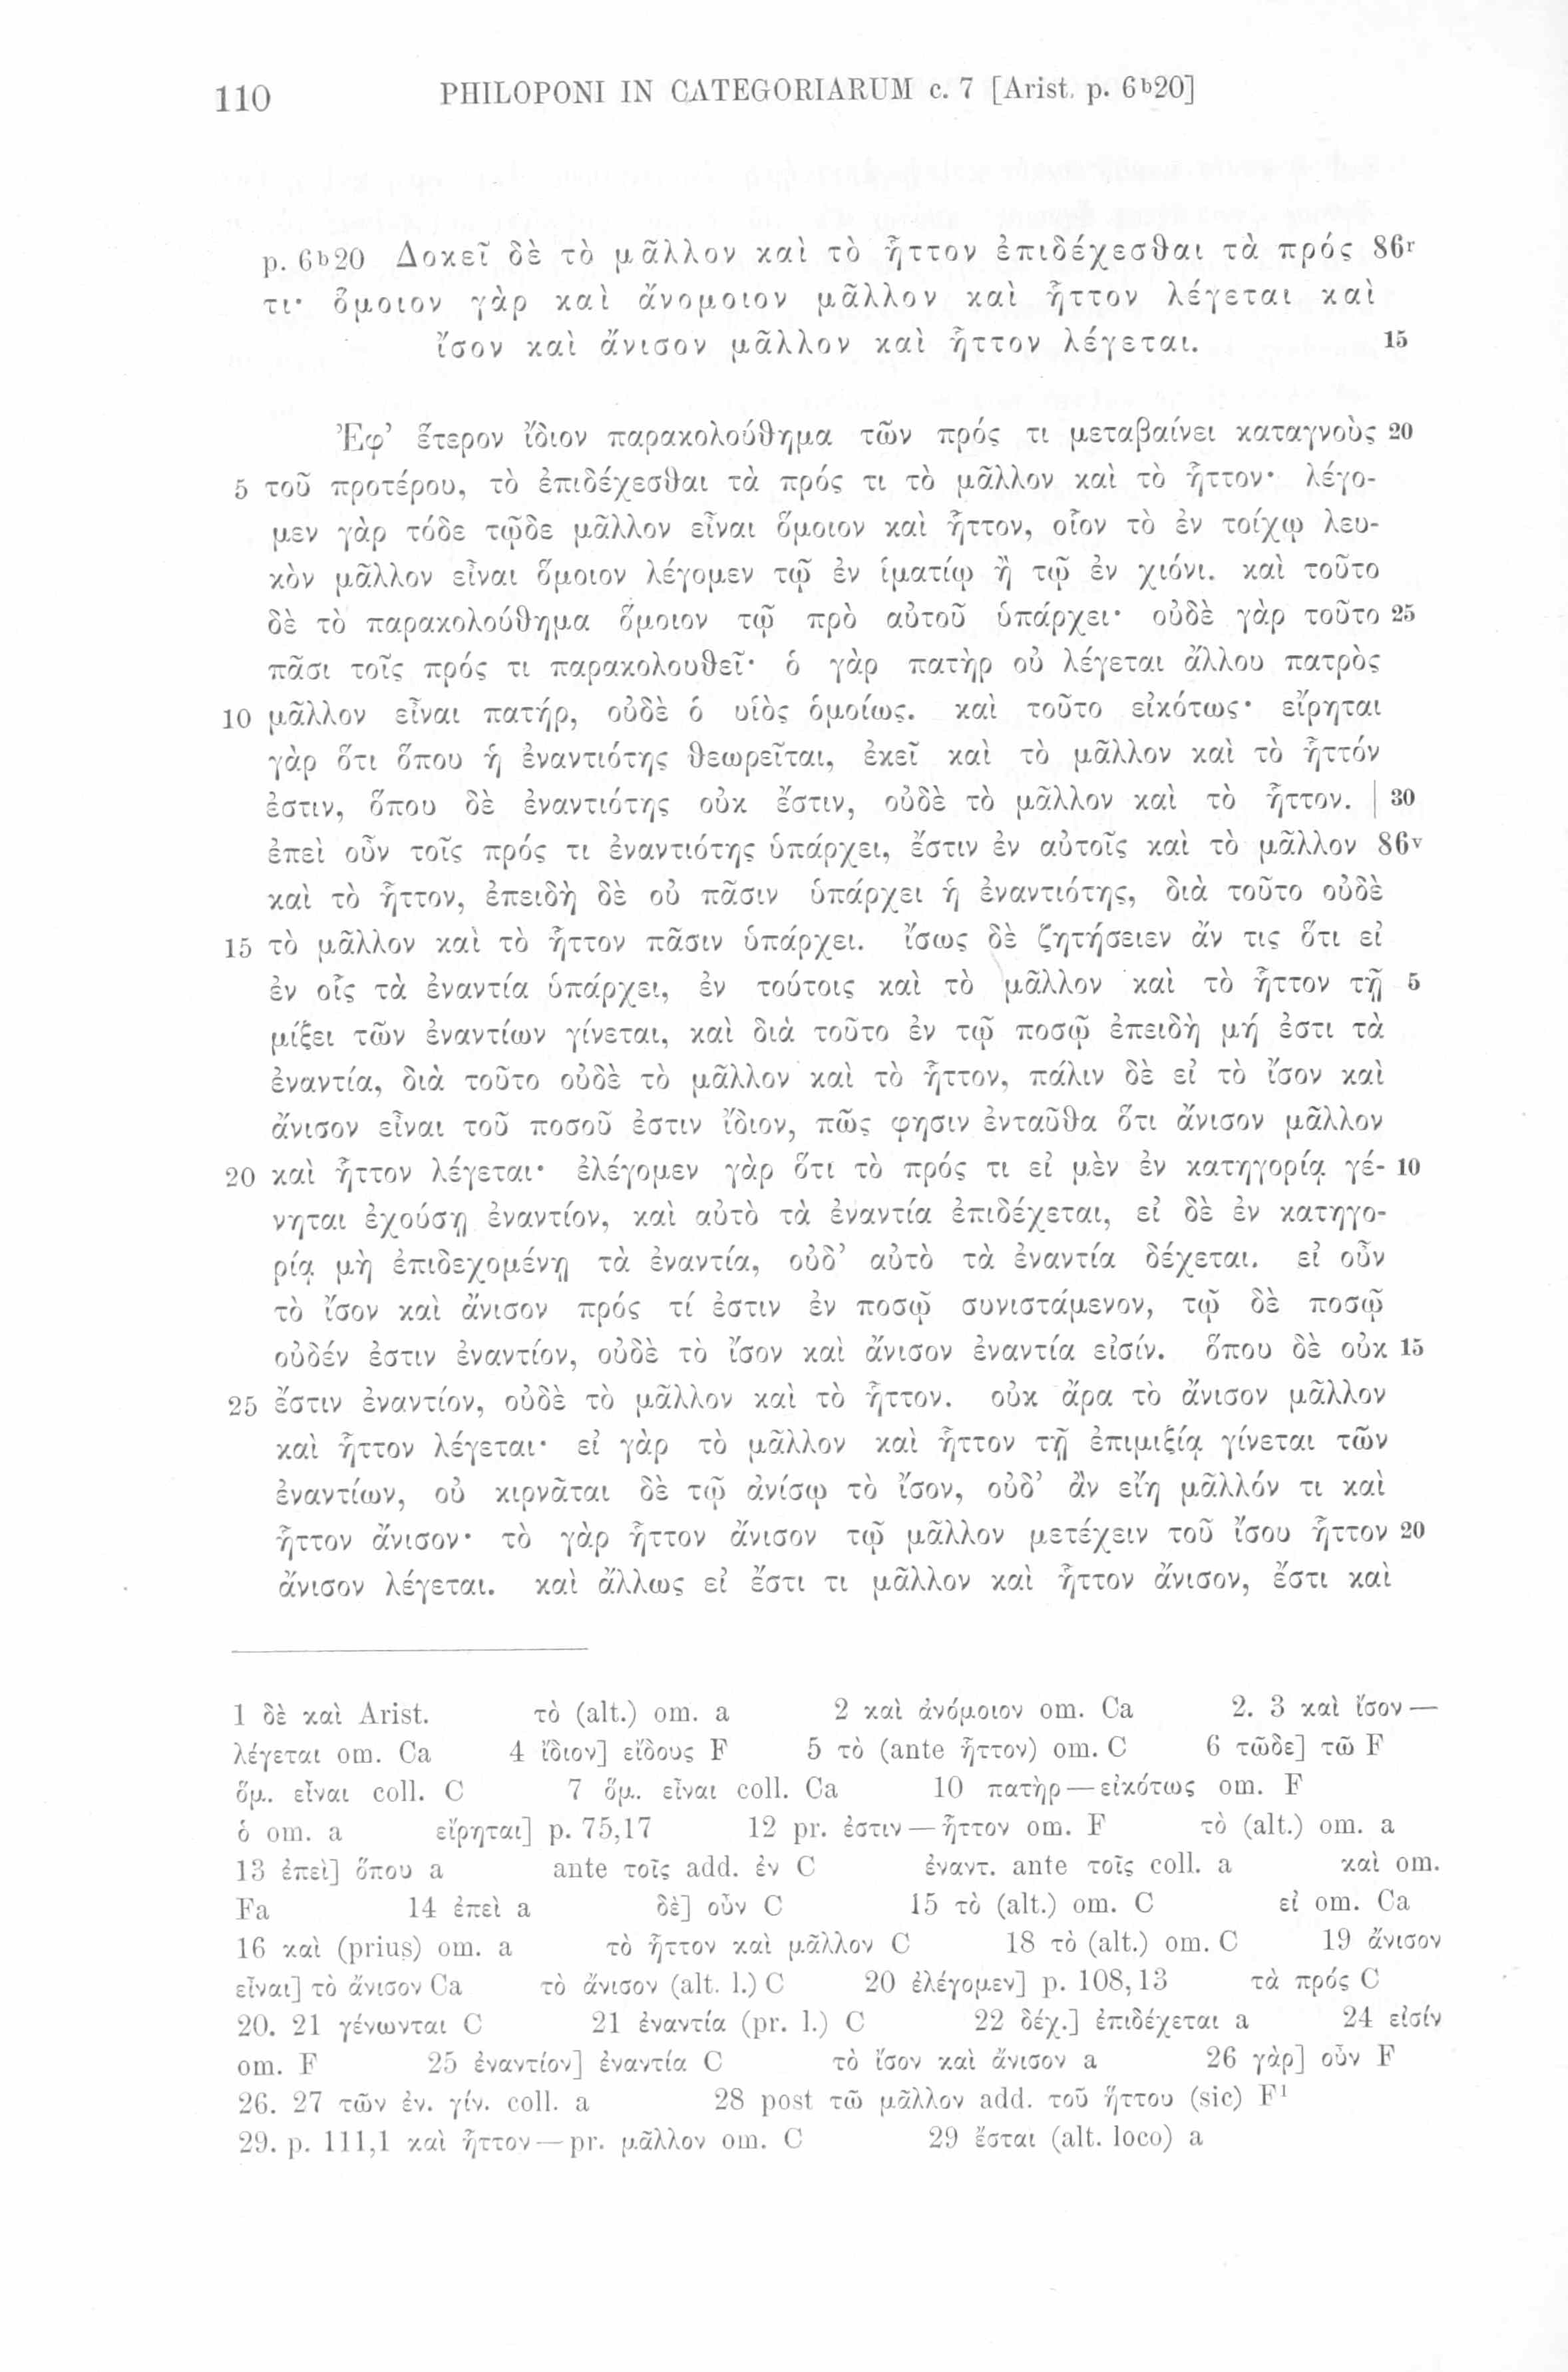 110 PHILOPONI IN CATEGORIARUM c. 7 [Arist. p. 6b20]
p. 6b20 Δοκεῖ δὲ τὸ μᾶλλον καὶ τὸ ἧττον ἐπιδέχεσθαι τὰ πρός 86r
τι· ὅμοιον γὰρ καὶ ἀνομοιον μᾶλλον καὶ ἧττον λέγεται καὶ
ἴσον καὶ ἄνισον μᾶλλον καὶ ἧττον λέγεται. 15
Ἐφ’ ἕτερον ἴδιον παρακολούθημα τῶν πρός τι μεταβαίνει καταγνοὺς 20
5 τοῦ προτέρου, τὸ ἐπιδέχεσθαι τὰ πρός τι τὸ μᾶλλον καὶ τὸ ἧττον· λέγο-
μεν γὰρ τόδε τῷδε μᾶλλον εἶναι ὅμοιον καὶ ἧττον, οἷον τὸ ἐν τοίχῳ λευ-
κὸν μᾶλλον εἶναι ὅμοιον λέγομεν τῷ ἐν ἱματίῳ ἢ τῷ ἐν χιόνι. καὶ τοῦτο
δὲ τὸ παρακολούθημα ὅμοιον τῷ πρὸ αὐτοῦ ὑπάρχει· οὐδὲ γὰρ τοῦτο 25
πᾶσι τοῖς πρός τι παρακολουθεῖ· ὁ γὰρ πατὴρ οὐ λέγεται ἄλλου πατρὸς
10 μᾶλλον εἶναι πατήρ, οὐδὲ ὁ υἱὸς ὁμοίως. καὶ τοῦτο εἰκότως· εἴρηται
γὰρ ὅτι ὅπου ἡ ἐναντιότης θεωρεῖται, ἐκεῖ καὶ τὸ μᾶλλον καὶ τὸ ἧττόν
ἐστιν, ὅπου δὲ ἐναντιότης οὐκ ἔστιν, οὐδὲ τὸ μᾶλλον καὶ τὸ ἧττον. | 30
ἐπεὶ οὖν τοῖς πρός τι ἐναντιότης ὑπάρχει, ἔστιν ἐν αὐτοῖς καὶ τὸ μᾶλλον 86v
καὶ τὸ ἧττον, ἐπειδὴ δὲ οὐ πᾶσιν ὑπάρχει ἡ ἐναντιότης, διὰ τοῦτο οὐδὲ
15 τὸ μᾶλλον καὶ τὸ ἧττον πᾶσιν ὑπάρχει. ἴσως δὲ ζητήσειεν ἄν τις ὅτι εἰ
ἐν οἷς τὰ ἐναντία ὑπάρχει, ἐν τούτοις καὶ τὸ μᾶλλον καὶ τὸ ἧττον τῇ 5
μίξει τῶν ἐναντίων γίνεται, καὶ διὰ τοῦτο ἐν τῷ ποσῷ ἐπειδὴ μή ἐστι τὰ
ἐναντία, διὰ τοῦτο οὐδὲ τὸ μᾶλλον καὶ τὸ ἧττον, πάλιν δὲ εἰ τὸ ἴσον καὶ
ἄνισον εἶναι τοῦ ποσοῦ ἐστιν ἴδιον, πῶς φησιν ἐνταῦθα ὅτι ἄνισον μᾶλλον
20 καὶ ἧττον λέγεται· ἐλέγομεν γὰρ ὅτι τὸ πρός τι εἰ μὲν ἐν κατηγορίᾳ γέ- 10
νηται ἐχούσῃ ἐναντίον, καὶ αὐτὸ τὰ ἐναντία ἐπιδέχεται, εἰ δὲ ἐν κατηγο-
ρίᾳ μὴ ἐπιδεχομένῃ τὰ ἐναντία, οὐδ’ αὐτὸ τὰ ἐναντία δέχεται. εἰ οὖν
τὸ ἴσον καὶ ἄνισον πρός τί ἐστιν ἐν ποσῷ συνιστάμενον, τῷ δὲ ποσῷ
οὐδέν ἐστιν ἐναντίον, οὐδὲ τὸ ἴσον καὶ ἄνισον ἐναντία εἰσίν. ὅπου δὲ οὐκ 15
25 ἔστιν ἐναντίον, οὐδὲ τὸ μᾶλλον καὶ τὸ ἧττον. οὐκ ἄρα τὸ ἄνισον μᾶλλον
καὶ ἧττον λέγεται· εἰ γὰρ τὸ μᾶλλον καὶ ἧττον τῇ ἐπιμιξίᾳ γίνεται τῶν
ἐναντίων, οὐ κιρνᾶται δὲ τῷ ἀνίσῳ τὸ ἴσον, οὐδ’ ἂν εἴη μᾶλλόν τι καὶ
ἧττον ἄνισον· τὸ γὰρ ἧττον ἄνισον τῷ μᾶλλον μετέχειν τοῦ ἴσου ἧττον 20
ἄνισον λέγεται. καὶ ἄλλως εἰ ἔστι τι μᾶλλον καὶ ἧττον ἄνισον, ἔστι καὶ
1 δὲ καὶ Arist. τὸ (alt.) om. a 2 καὶ ἀνόμοιον om. Ca 2. 3 καὶ ἴσον —
λέγεται om. Ca 4 ἴδιον] εἴδους F 5 τὸ (ante ἧττον) om. C 6 τῶδε] τῶ F
ὅμ. εἶναι coll. C 7 ὅμ. εἶναι coll. Ca 10 πατὴρ — εἰκότως om. F
ὁ om. a εἴρηται] p. 75,17 12 pr. ἐστιν — ἧττον om. F τὸ (alt.) om. a
13 ἐπεὶ] ὅπου a ante τοῖς add. ἐν C ἐναντ. ante τοῖς coll. a καὶ om.
Fa 14 ἐπεὶ a δὲ] οὖν C 15 τὸ (alt.) om. C εἰ om. Ca
16 καὶ (prius) om. a τὸ ἧττον καὶ μᾶλλον C 18 τὸ (alt.) om. C 19 ἄνισον
εἶναι] τὸ ἄνισον Ca τὸ ἄνισον (alt. l.) C 20 ἐλέγομεν] p. 108,13 τὰ πρός C
20. 21 γένωνται C 21 ἐναντία (pr. l.) C 22 δέχ.] ἐπιδέχεται a 24 εἰσίν
om. F 25 ἐναντίον] ἐναντία C τὸ ἴσον καὶ ἄνισον a 26 γὰρ] οὖν F
26. 27 τῶν ἐν. γίν. coll. a 28 post τῶ μᾶλλον add. τοῦ ἥττου (sic) F1
29. p. 111,1 καὶ ἧττον — pr. μᾶλλον om. C 29 ἔσται (alt. loco) a